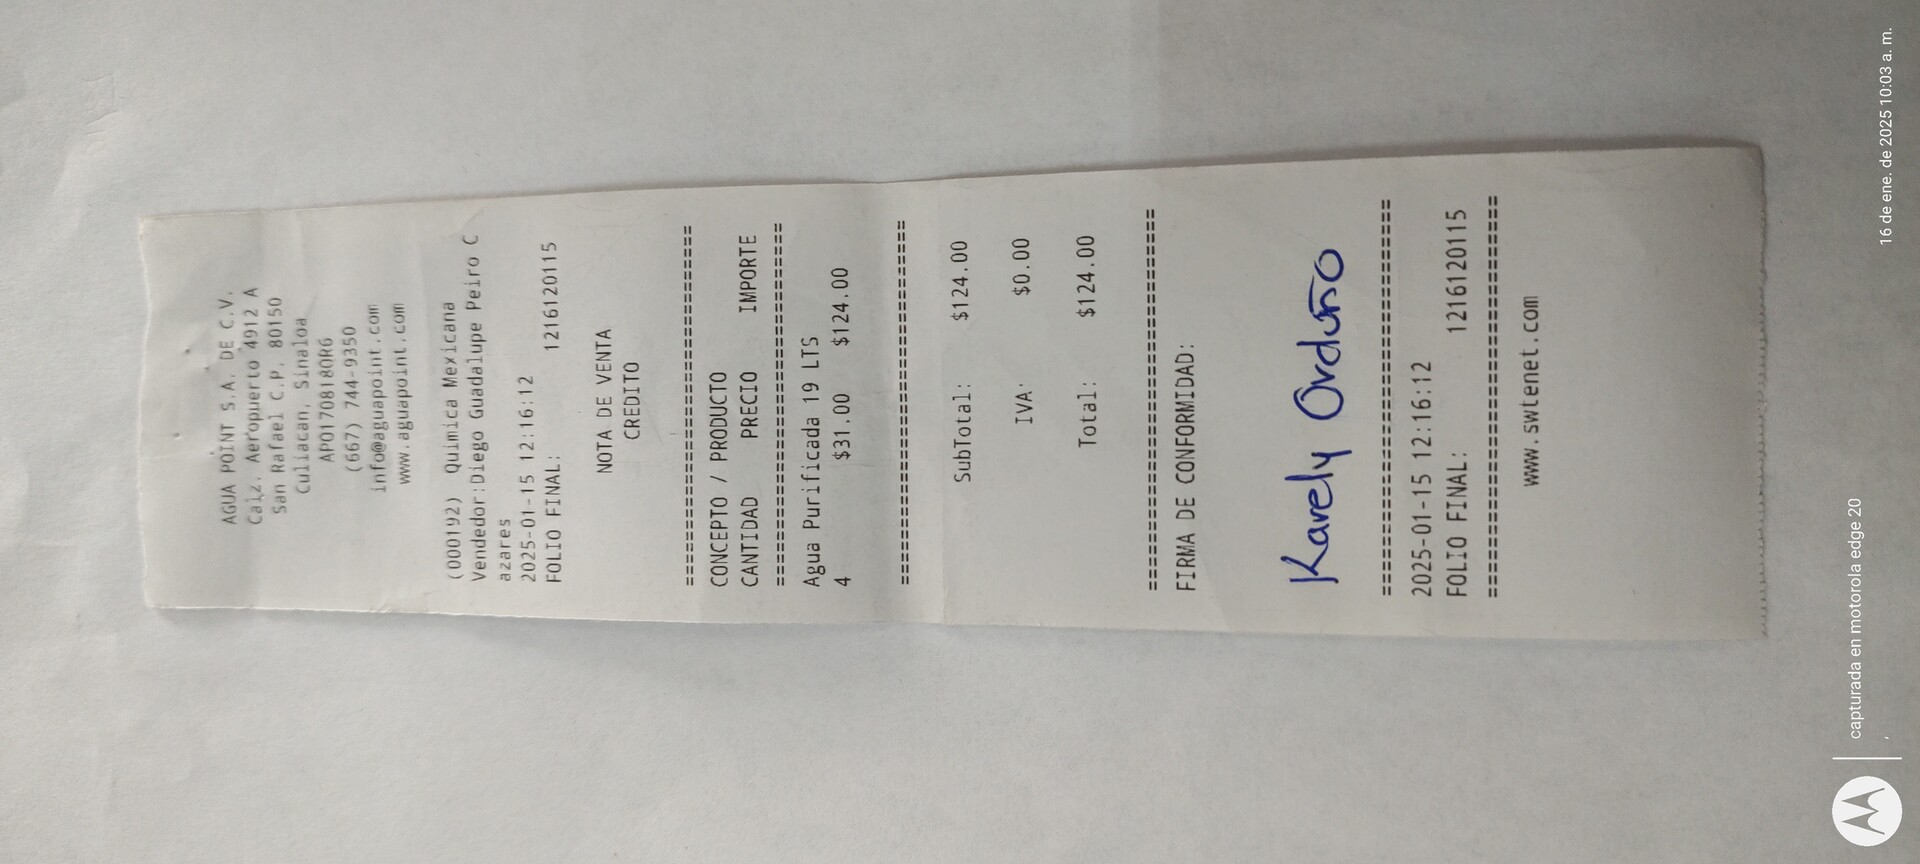 AGUA POINT S.A. DE C.V.
Calz. Aeropuerto 4912 A
San Rafael C.P. 80150
Culiacan, Sinaloa
APO170818QR6
(667) 744-9350
info@aguapoint.com
www.aguapoint.com
(000192) Quimica Mexicana
Vendedor:Diego Guadalupe Peiro C
azares
2025-01-15 12:16:12
FOLIO FINAL: 1216120115
NOTA DE VENTA
CREDITO
================================
CONCEPTO / PRODUCTO
CANTIDAD PRECIO IMPORTE
================================
Agua Purificada 19 LTS
4 $31.00 $124.00
================================
SubTotal: $124.00
IVA: $0.00
Total: $124.00
================================
FIRMA DE CONFORMIDAD:
Karely Orduño
================================
2025-01-15 12:16:12
FOLIO FINAL: 1216120115
================================
www.swtenet.com
capturada en motorola edge 20
16 de ene. de 2025 10:03 a. m.